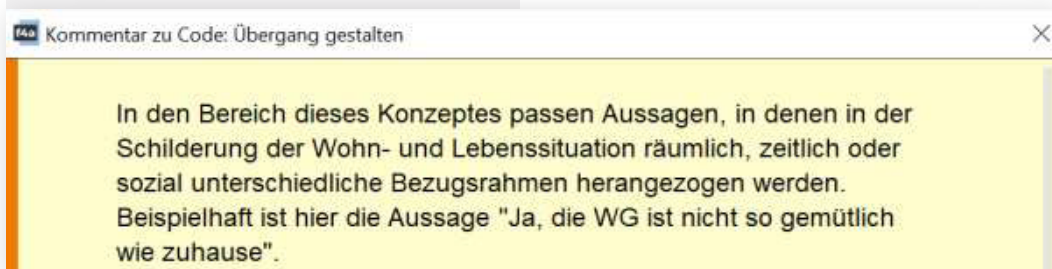 f4a Kommentar zu Code: Übergang gestalten
In den Bereich dieses Konzeptes passen Aussagen, in denen in der
Schilderung der Wohn- und Lebenssituation räumlich, zeitlich oder
sozial unterschiedliche Bezugsrahmen herangezogen werden.
Beispielhaft ist hier die Aussage "Ja, die WG ist nicht so gemütlich
wie zuhause".